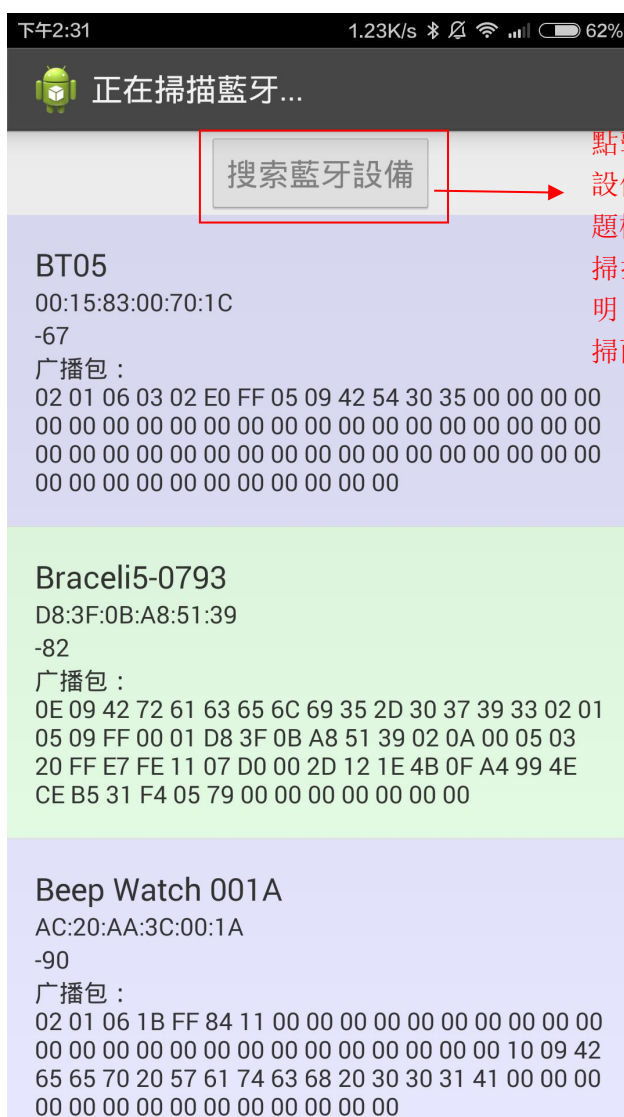 下午2:31 1.23K/s 62%
正在掃描藍牙...
搜索藍牙設備
點
設
題
掃
明
掃
BT05
00:15:83:00:70:1C
-67
广播包：
02 01 06 03 02 E0 FF 05 09 42 54 30 35 00 00 00 00
00 00 00 00 00 00 00 00 00 00 00 00 00 00 00 00 00
00 00 00 00 00 00 00 00 00 00 00 00 00 00 00 00 00
00 00 00 00 00 00 00 00 00 00 00
Braceli5-0793
D8:3F:0B:A8:51:39
-82
广播包：
0E 09 42 72 61 63 65 6C 69 35 2D 30 37 39 33 02 01
05 09 FF 00 01 D8 3F 0B A8 51 39 02 0A 00 05 03
20 FF E7 FE 11 07 D0 00 2D 12 1E 4B 0F A4 99 4E
CE B5 31 F4 05 79 00 00 00 00 00 00 00
Beep Watch 001A
AC:20:AA:3C:00:1A
-90
广播包：
02 01 06 1B FF 84 11 00 00 00 00 00 00 00 00 00 00
00 00 00 00 00 00 00 00 00 00 00 00 00 00 10 09 42
65 65 70 20 57 61 74 63 68 20 30 30 31 41 00 00 00
00 00 00 00 00 00 00 00 00 00 00 00